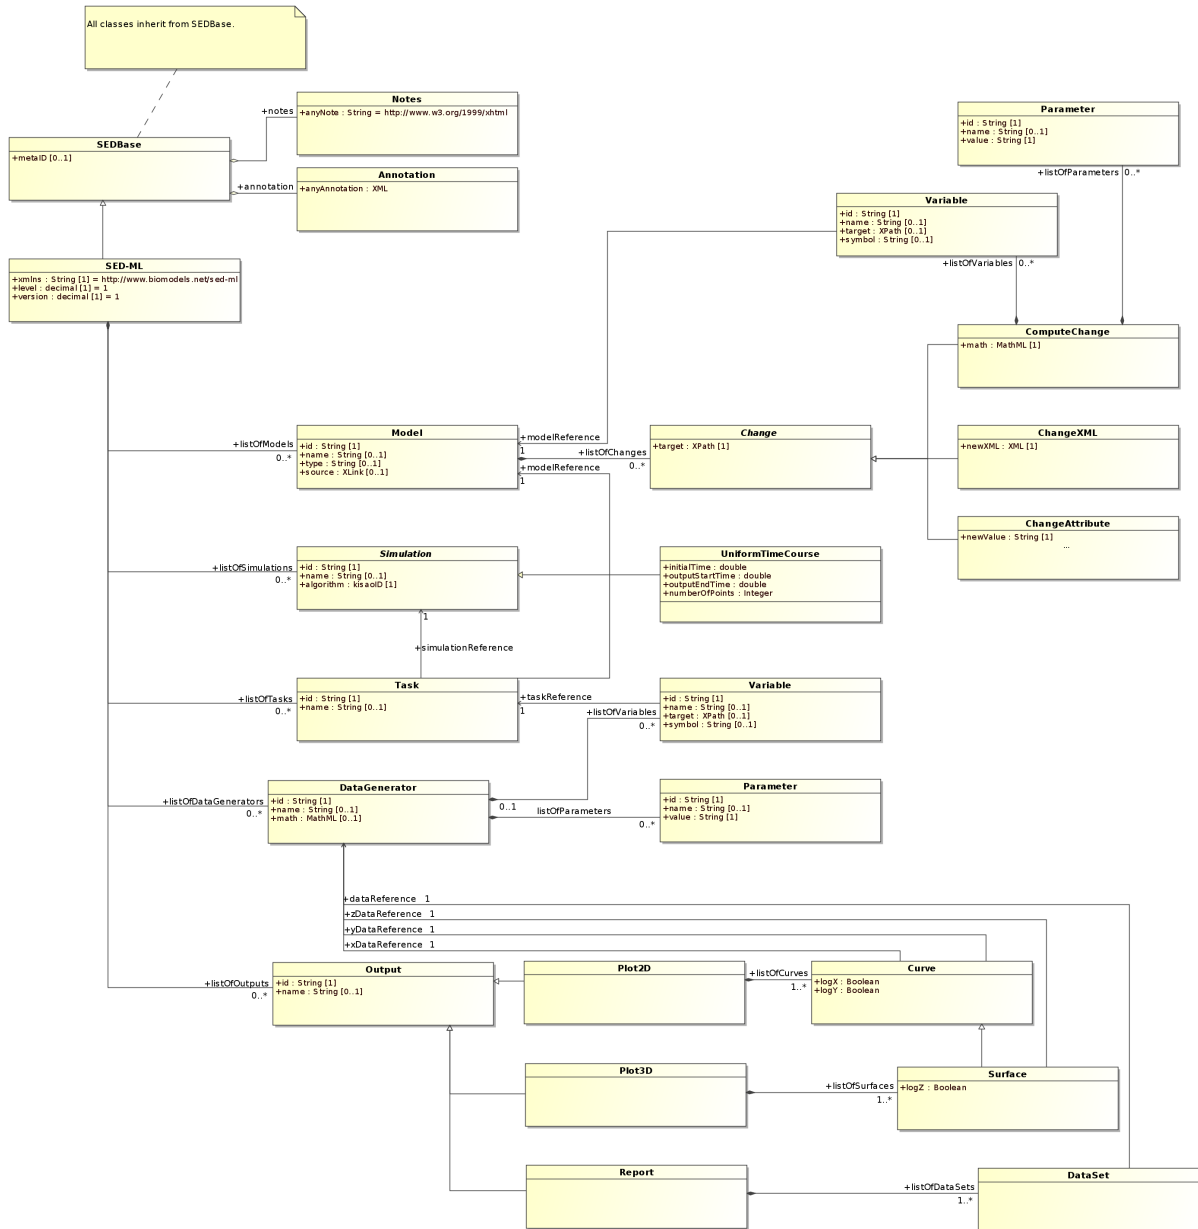 All classes inherit from SEDBase.
Notes
+notes
+anyNote : String = http://www.w3.org/1999/xhtml
SEDBase
+metaID [0..1]
Annotation
+annotation
+anyAnnotation : XML
Parameter
+id : String [1]
+name : String [0..1]
+value : String [1]
+listOfParameters 0..*
Variable
+id : String [1]
+name : String [0..1]
+target : XPath [0..1]
+symbol : String [0..1]
+listOfVariables 0..*
SED-ML
+xmlns : String [1] = http://www.biomodels.net/sed-ml
+level : decimal [1] = 1
+version : decimal [1] = 1
ComputeChange
+math : MathML [1]
+listOfModels
0..*
Model
+id : String [1]
+name : String [0..1]
+type : String [0..1]
+source : XLink [0..1]
+modelReference
1
+listOfChanges
0..*
+modelReference
1
Change
+target : XPath [1]
ChangeXML
+newXML : XML [1]
ChangeAttribute
+newValue : String [1]
...
+listOfSimulations
0..*
Simulation
+id : String [1]
+name : String [0..1]
+algorithm : kisaoID [1]
UniformTimeCourse
+initialTime : double
+outputStartTime : double
+outputEndTime : double
+numberOfPoints : Integer
1
+simulationReference
+listOfTasks
0..*
Task
+id : String [1]
+name : String [0..1]
+taskReference
1
+listOfVariables
0..*
Variable
+id : String [1]
+name : String [0..1]
+target : XPath [0..1]
+symbol : String [0..1]
+listOfDataGenerators
0..*
DataGenerator
+id : String [1]
+name : String [0..1]
+math : MathML [0..1]
0..1
listOfParameters
0..*
Parameter
+id : String [1]
+name : String [0..1]
+value : String [1]
+dataReference 1
+zDataReference 1
+yDataReference 1
+xDataReference 1
+listOfOutputs
0..*
Output
+id : String [1]
+name : String [0..1]
Plot2D
+listOfCurves
1..*
Curve
+logX : Boolean
+logY : Boolean
Plot3D
+listOfSurfaces
1..*
Surface
+logZ : Boolean
Report
+listOfDataSets
1..*
DataSet